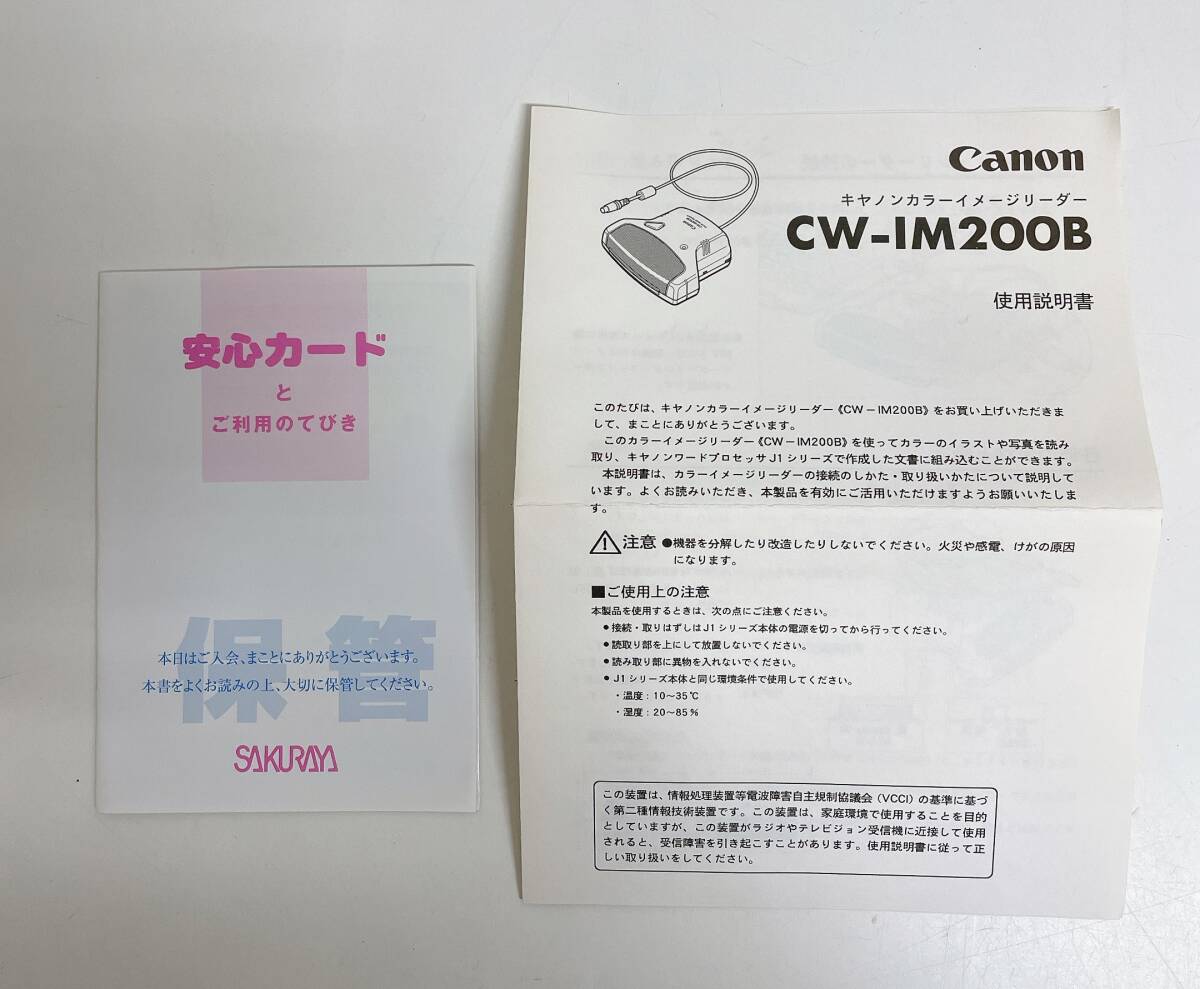 安心カード
と
ご利用のてびき
保管
本日はご入会、まことにありがとうございます。
本書をよくお読みの上、大切に保管してください。
SAKURAYA
Canon
キヤノンカラーイメージリーダー
CW-IM200B
使用説明書
このたびは、キヤノンカラーイメージリーダー《CW－IM200B》をお買い上げいただきま
して、まことにありがとうございます。
このカラーイメージリーダー《CW－IM200B》を使ってカラーのイラストや写真を読み
取り、キヤノンワードプロセッサJ1シリーズで作成した文書に組み込むことができます。
本説明書は、カラーイメージリーダーの接続のしかた・取り扱いかたについて説明して
います。よくお読みいただき、本製品を有効にご活用いただけますようお願いいたしま
す。
注意 ●機器を分解したり改造したりしないでください。火災や感電、けがの原因
になります。
■ご使用上の注意
本製品を使用するときは、次の点にご注意ください。
●接続・取りはずしはJ1シリーズ本体の電源を切ってから行ってください。
●読取り部を上にして放置しないでください。
●読み取り部に異物を入れないでください。
●J1シリーズ本体と同じ環境条件で使用してください。
・温度：10～35℃
・湿度：20～85％
この装置は、情報処理装置等電波障害自主規制協議会（VCCI）の基準に基づ
く第二種情報技術装置です。この装置は、家庭環境で使用することを目的
としていますが、この装置がラジオやテレビジョン受信機に近接して使用
されると、受信障害を引き起こすことがあります。使用説明書に従って正
しい取り扱いをしてください。